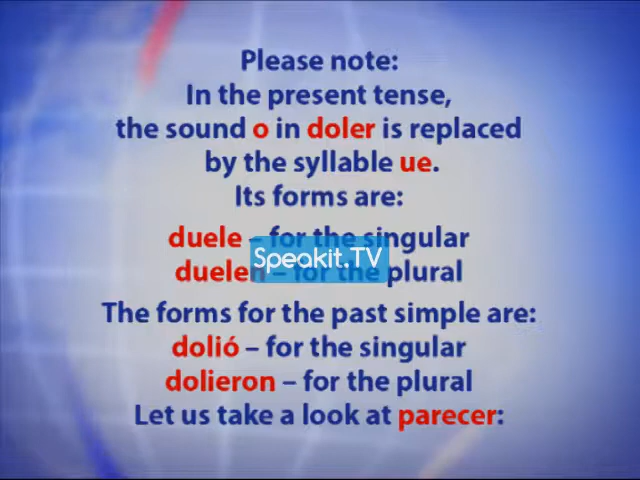 Please note:
In the present tense,
the sound o in doler is replaced
by the syllable ue.
Its forms are:
duele – for the singular
Speakit.TV
duelen – for the plural
The forms for the past simple are:
dolió – for the singular
dolieron – for the plural
Let us take a look at parecer: